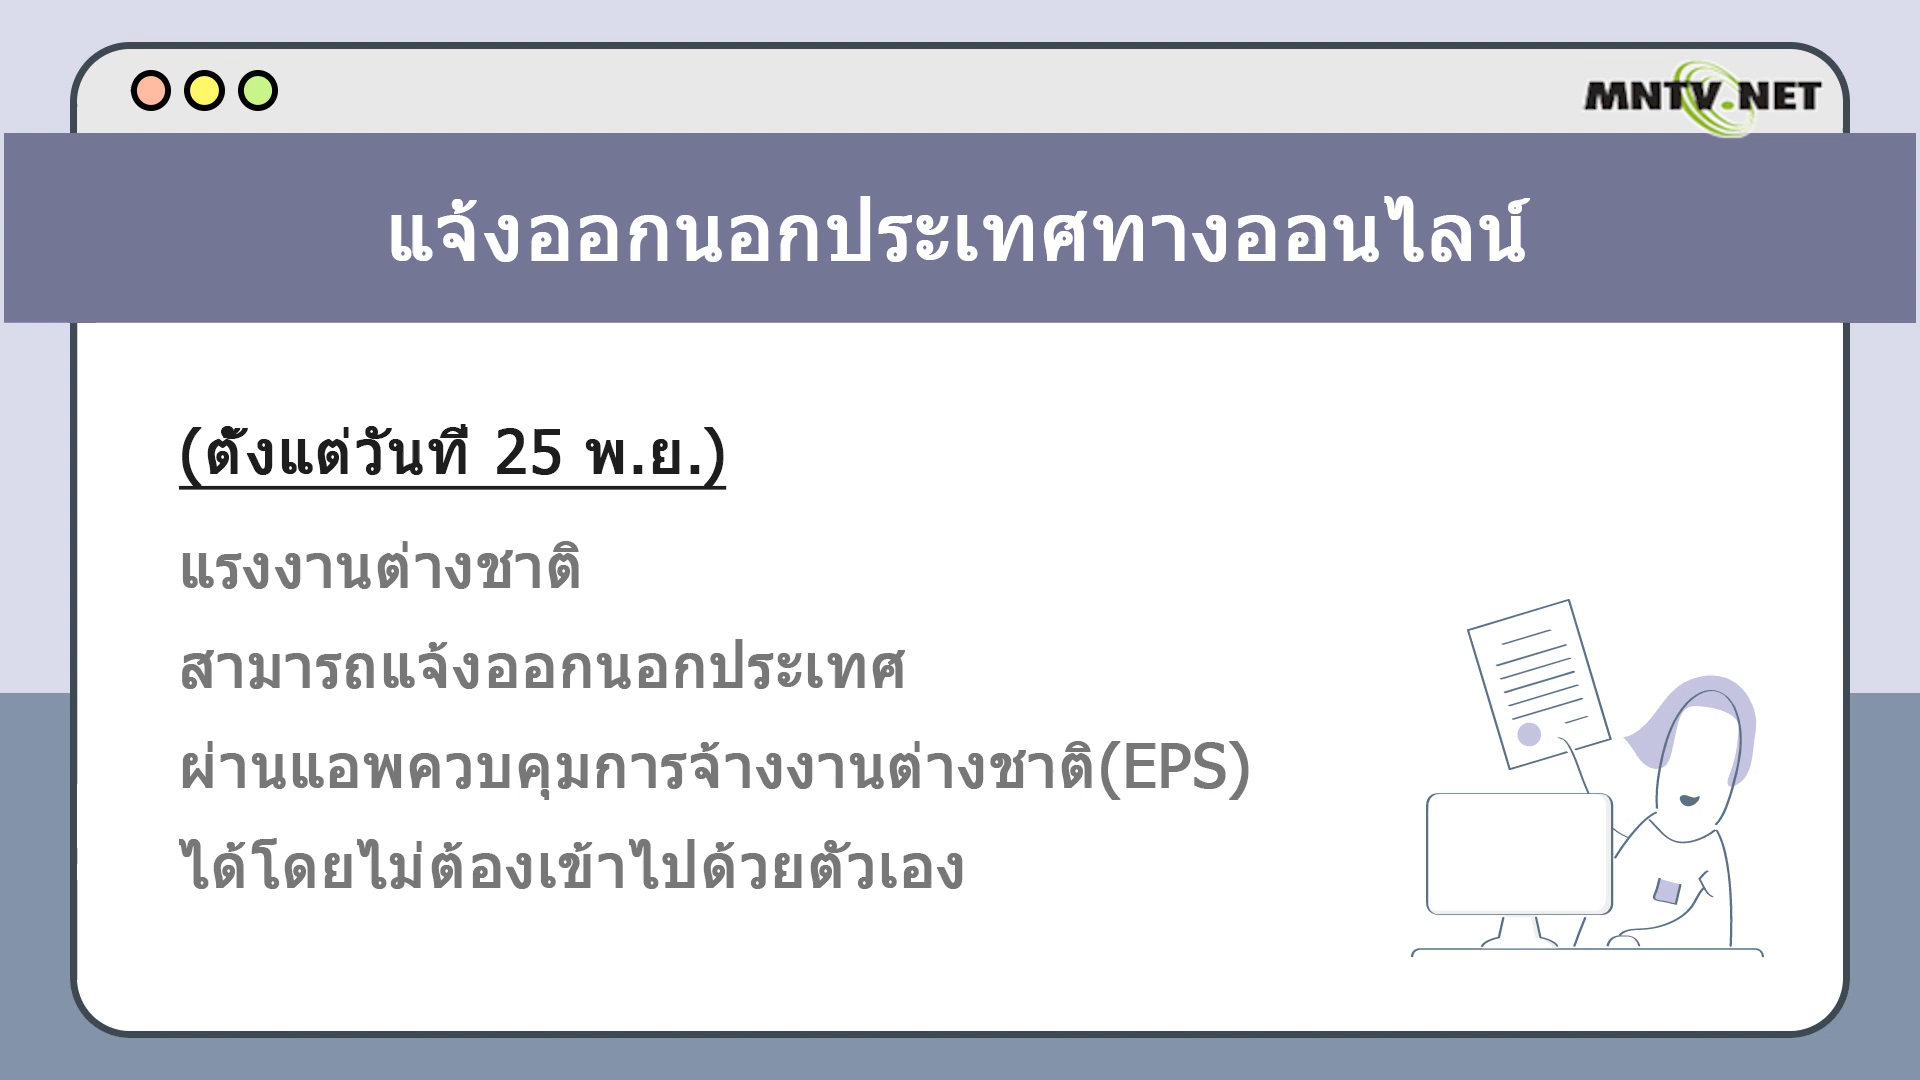 MNTV.NET
แจ้งออกนอกประเทศทางออนไลน์
(ตั้งแต่วันที่ 25 พ.ย.)
แรงงานต่างชาติ
สามารถแจ้งออกนอกประเทศ
ผ่านแอพควบคุมการจ้างงานต่างชาติ(EPS)
ได้โดยไม่ต้องเข้าไปด้วยตัวเอง